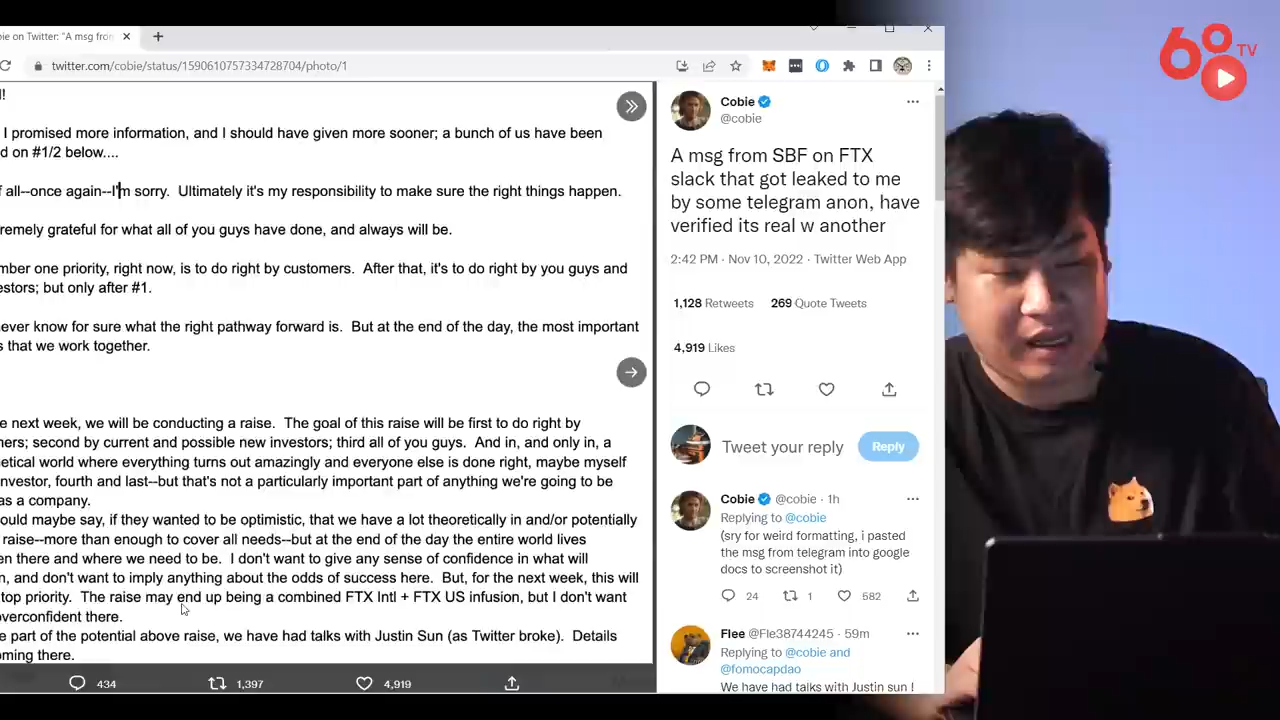 bie on Twitter: "A msg fron
twitter.com/cobie/status/1590610757334728704/photo/1
68
TV
!
I promised more information, and I should have given more sooner; a bunch of us have been
d on #1/2 below....
f all--once again--I'm sorry. Ultimately it's my responsibility to make sure the right things happen.
remely grateful for what all of you guys have done, and always will be.
mber one priority, right now, is to do right by customers. After that, it's to do right by you guys and
estors; but only after #1.
never know for sure what the right pathway forward is. But at the end of the day, the most important
s that we work together.
e next week, we will be conducting a raise. The goal of this raise will be first to do right by
ners; second by current and possible new investors; third all of you guys. And in, and only in, a
netical world where everything turns out amazingly and everyone else is done right, maybe myself
nvestor, fourth and last--but that's not a particularly important part of anything we're going to be
as a company.
ould maybe say, if they wanted to be optimistic, that we have a lot theoretically in and/or potentially
raise--more than enough to cover all needs--but at the end of the day the entire world lives
en there and where we need to be. I don't want to give any sense of confidence in what will
n, and don't want to imply anything about the odds of success here. But, for the next week, this will
top priority. The raise may end up being a combined FTX Intl + FTX US infusion, but I don't want
overconfident there.
e part of the potential above raise, we have had talks with Justin Sun (as Twitter broke). Details
oming there.
434 1,397 4,919
Cobie
@cobie
A msg from SBF on FTX
slack that got leaked to me
by some telegram anon, have
verified its real w another
2:42 PM · Nov 10, 2022 · Twitter Web App
1,128 Retweets 269 Quote Tweets
4,919 Likes
Tweet your reply
Reply
Cobie @cobie · 1h
Replying to @cobie
(sry for weird formatting, i pasted
the msg from telegram into google
docs to screenshot it)
24 1 582
Flee @Fle38744245 · 59m
Replying to @cobie and
@fomocapdao
We have had talks with Justin sun !